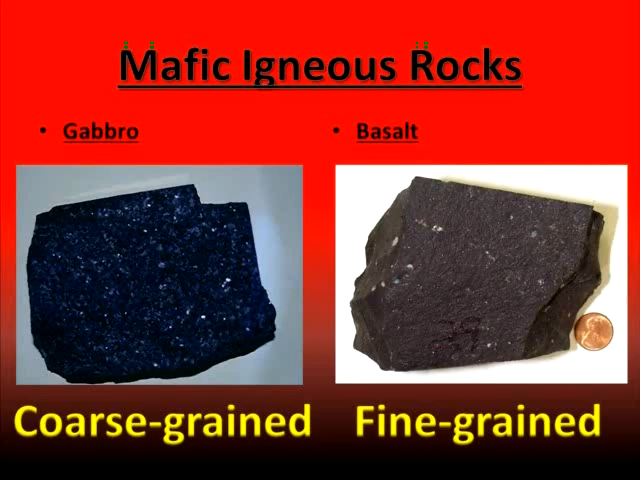 Mafic Igneous Rocks
• Gabbro
• Basalt
Coarse-grained
Fine-grained